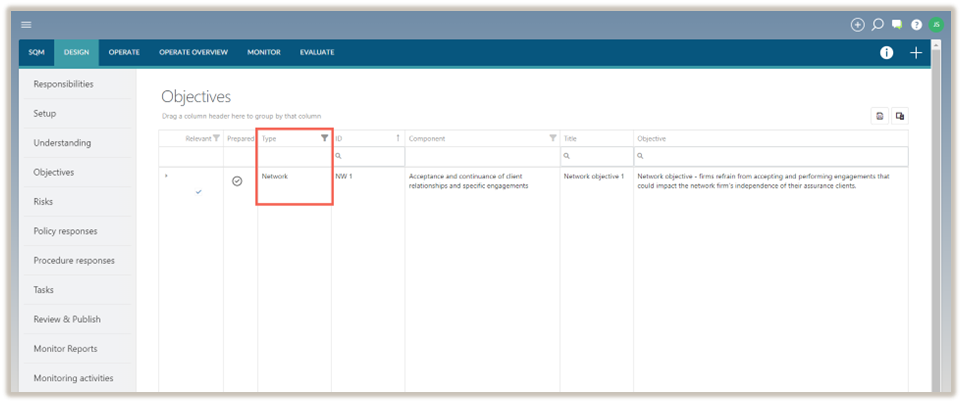 JS
SQM DESIGN OPERATE OPERATE OVERVIEW MONITOR EVALUATE
Responsibilities
Setup
Understanding
Objectives
Risks
Policy responses
Procedure responses
Tasks
Review & Publish
Monitor Reports
Monitoring activities
Objectives
Drag a column header here to group by that column
Relevant Prepared Type ID Component Title Objective
Network NW 1 Acceptance and continuance of client Network objective 1 Network objective - firms refrain from accepting and performing engagements that
relationships and specific engagements could impact the network firm's independence of their assurance clients.